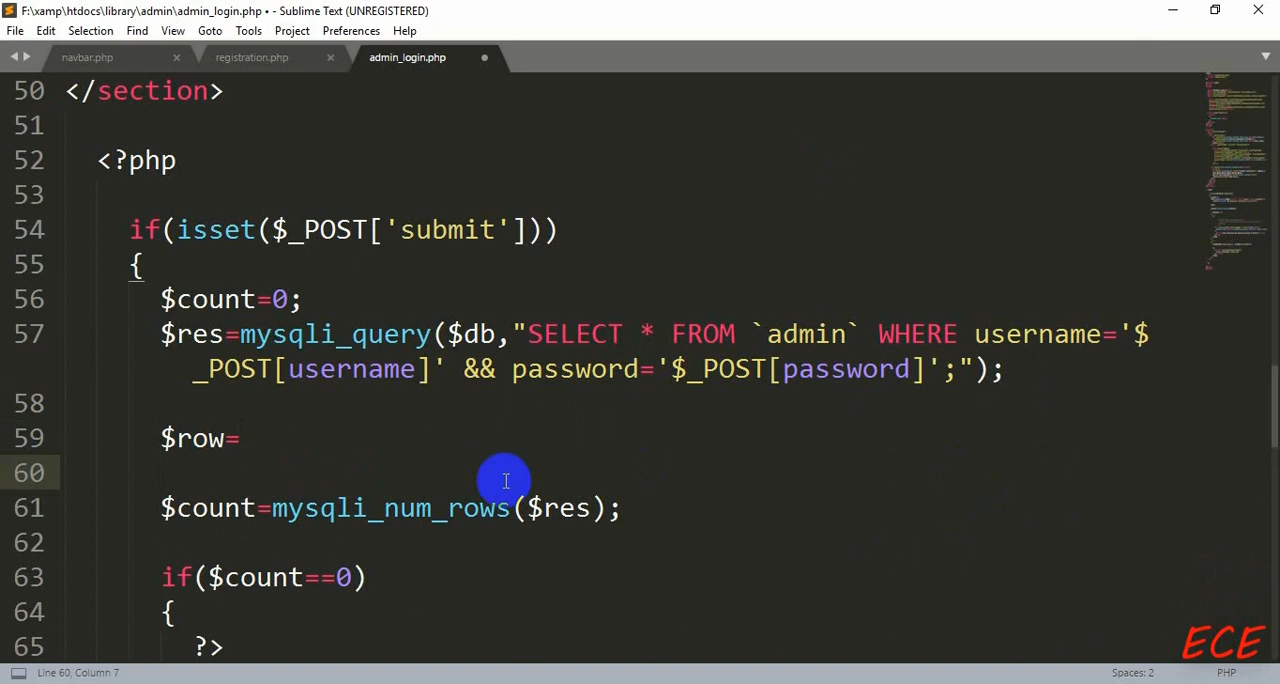 F:\xamp\htdocs\library\admin\admin_login.php • - Sublime Text (UNREGISTERED)
File Edit Selection Find View Goto Tools Project Preferences Help
navbar.php registration.php admin_login.php
50 </section>
51
52 <?php
53
54 if(isset($_POST['submit']))
55 {
56 $count=0;
57 $res=mysqli_query($db,"SELECT * FROM `admin` WHERE username='$
_POST[username]' && password='$_POST[password]';");
58
59 $row=
60
61 $count=mysqli_num_rows($res);
62
63 if($count==0)
64 {
65 ?>
ECE
Line 60, Column 7 Spaces: 2 PHP